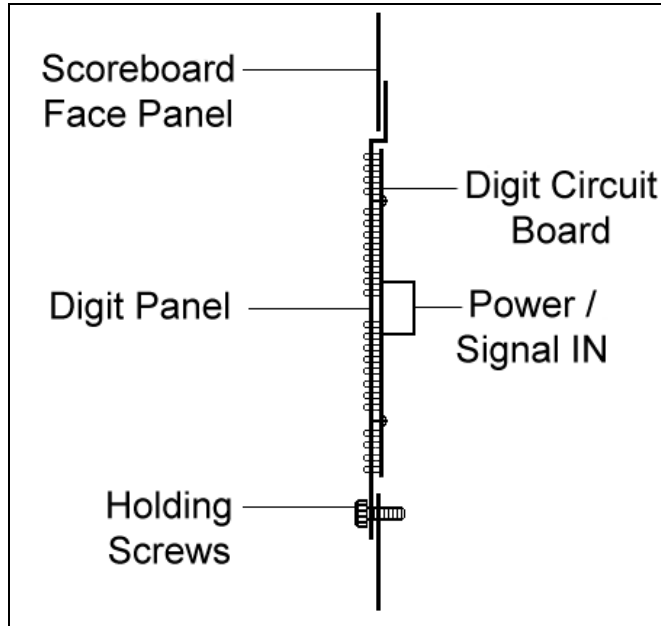 Scoreboard
Face Panel
Digit Circuit
Board
Digit Panel
Power /
Signal IN
Holding
Screws